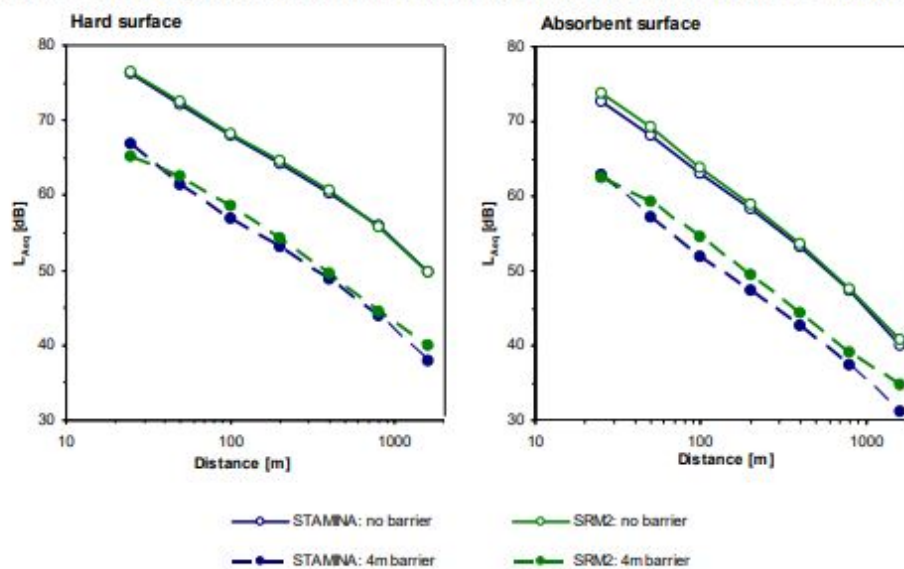 Hard surface
80
70
60
50
40
30
L_Aeq [dB]
10
100
1000
Distance [m]
Absorbent surface
80
70
60
50
40
30
L_Aeq [dB]
10
100
1000
Distance [m]
STAMINA: no barrier
SRM2: no barrier
STAMINA: 4m barrier
SRM2: 4m barrier